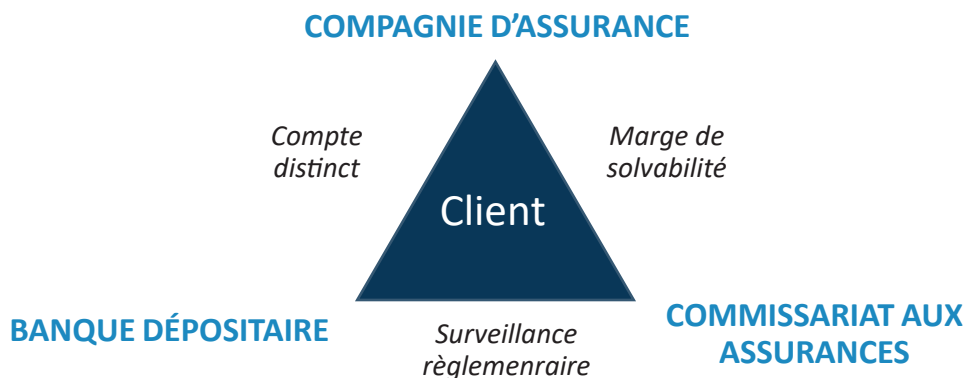 COMPAGNIE D’ASSURANCE
Compte
distinct
Marge de
solvabilité
Client
BANQUE DÉPOSITAIRE
Surveillance
règlemenraire
COMMISSARIAT AUX
ASSURANCES